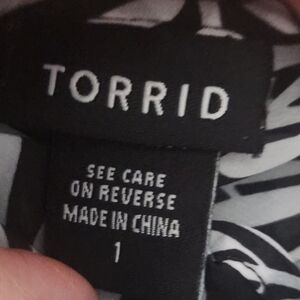 TORRID
SEE CARE
ON REVERSE
MADE IN CHINA
1